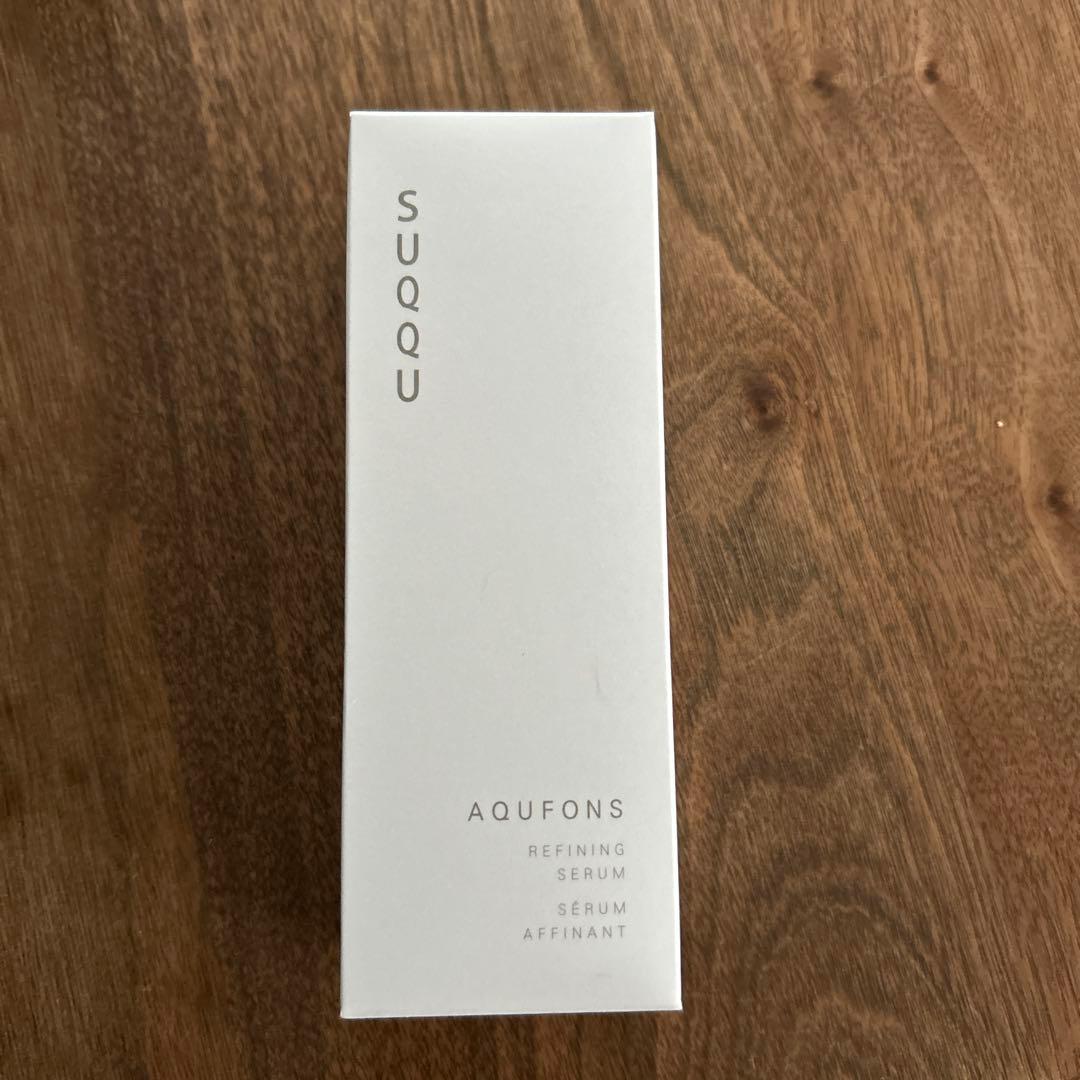 SUQQU
AQUFONS
REFINING
SERUM
SÉRUM
AFFINANT